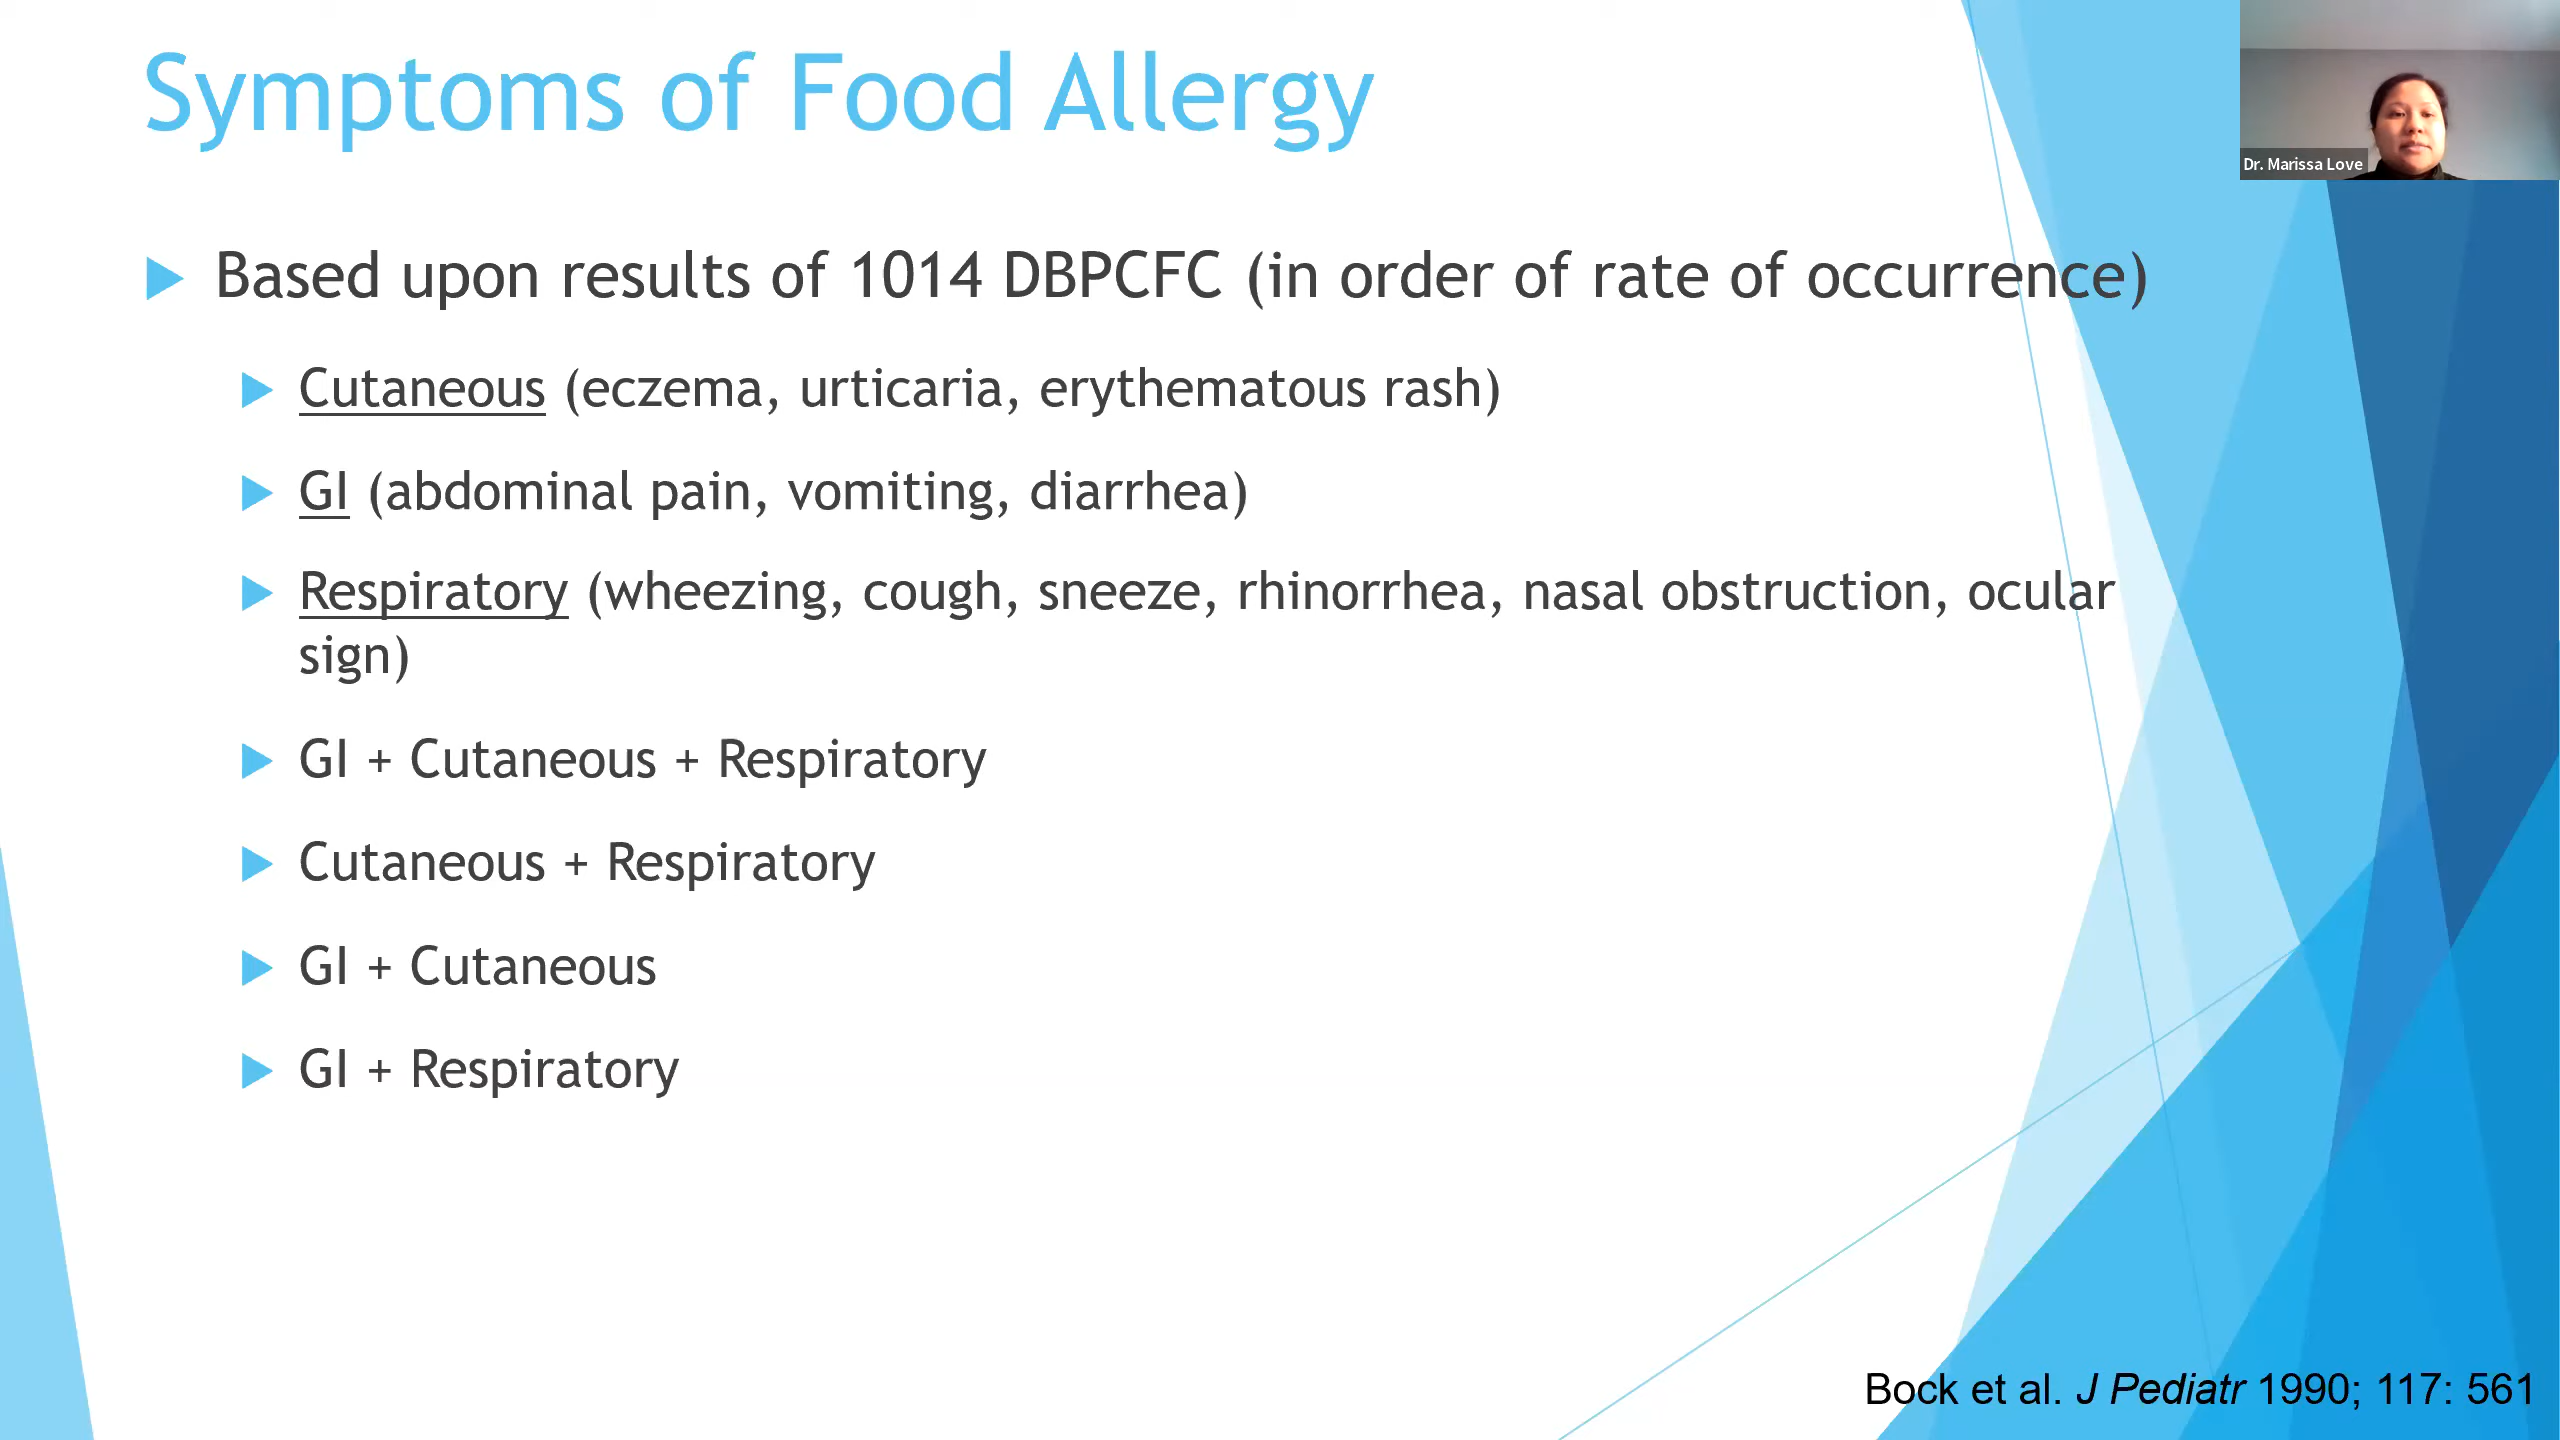 Symptoms of Food Allergy
Dr. Marissa Love
Based upon results of 1014 DBPCFC (in order of rate of occurrence)
Cutaneous (eczema, urticaria, erythematous rash)
GI (abdominal pain, vomiting, diarrhea)
Respiratory (wheezing, cough, sneeze, rhinorrhea, nasal obstruction, ocular
sign)
GI + Cutaneous + Respiratory
Cutaneous + Respiratory
GI + Cutaneous
GI + Respiratory
Bock et al. J Pediatr 1990; 117: 561